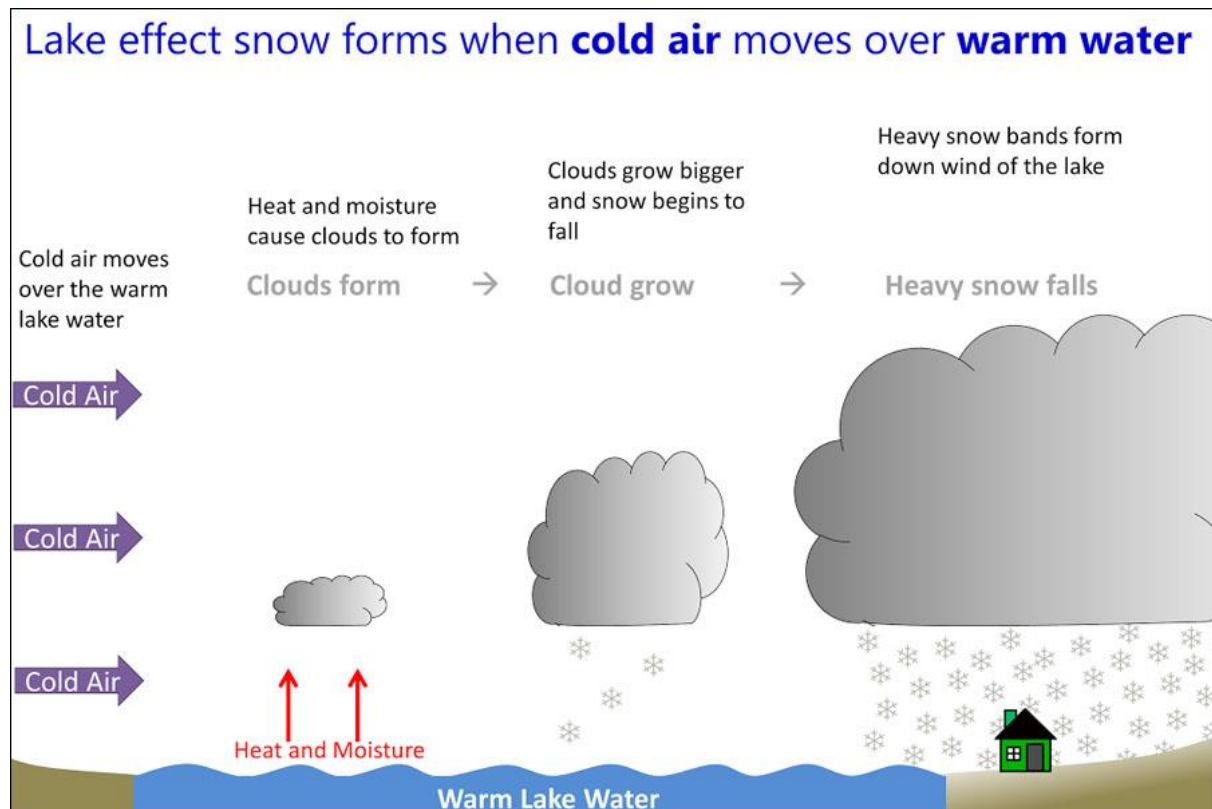 Lake effect snow forms when cold air moves over warm water
Cold air moves
over the warm
lake water
Heat and moisture
cause clouds to form
Clouds grow bigger
and snow begins to
fall
Heavy snow bands form
down wind of the lake
Clouds form → Cloud grow → Heavy snow falls
Cold Air
Cold Air
Cold Air
Heat and Moisture
Warm Lake Water